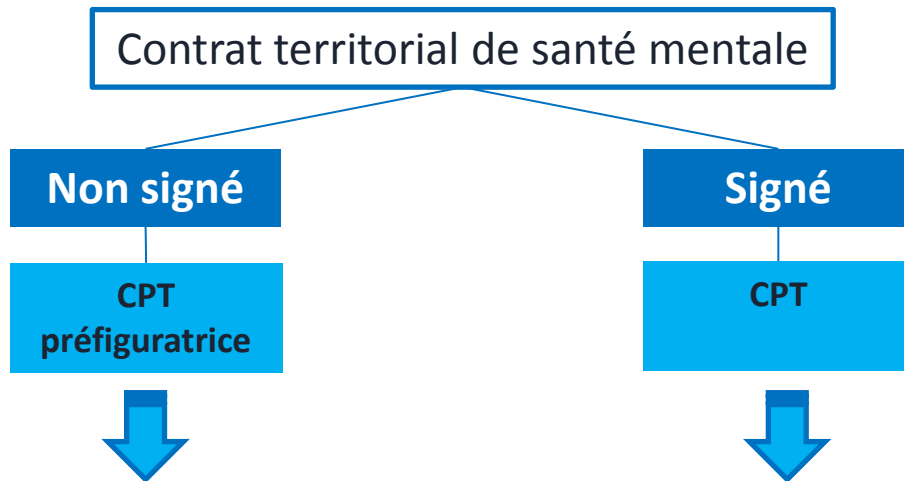 Contrat territorial de santé mentale
Non signé
Signé
CPT
préfiguratrice
CPT